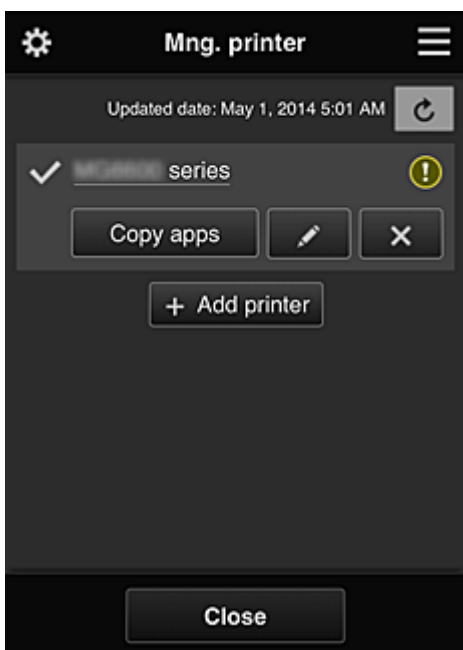 Mng. printer
Updated date: May 1, 2014 5:01 AM
series
Copy apps
+ Add printer
Close